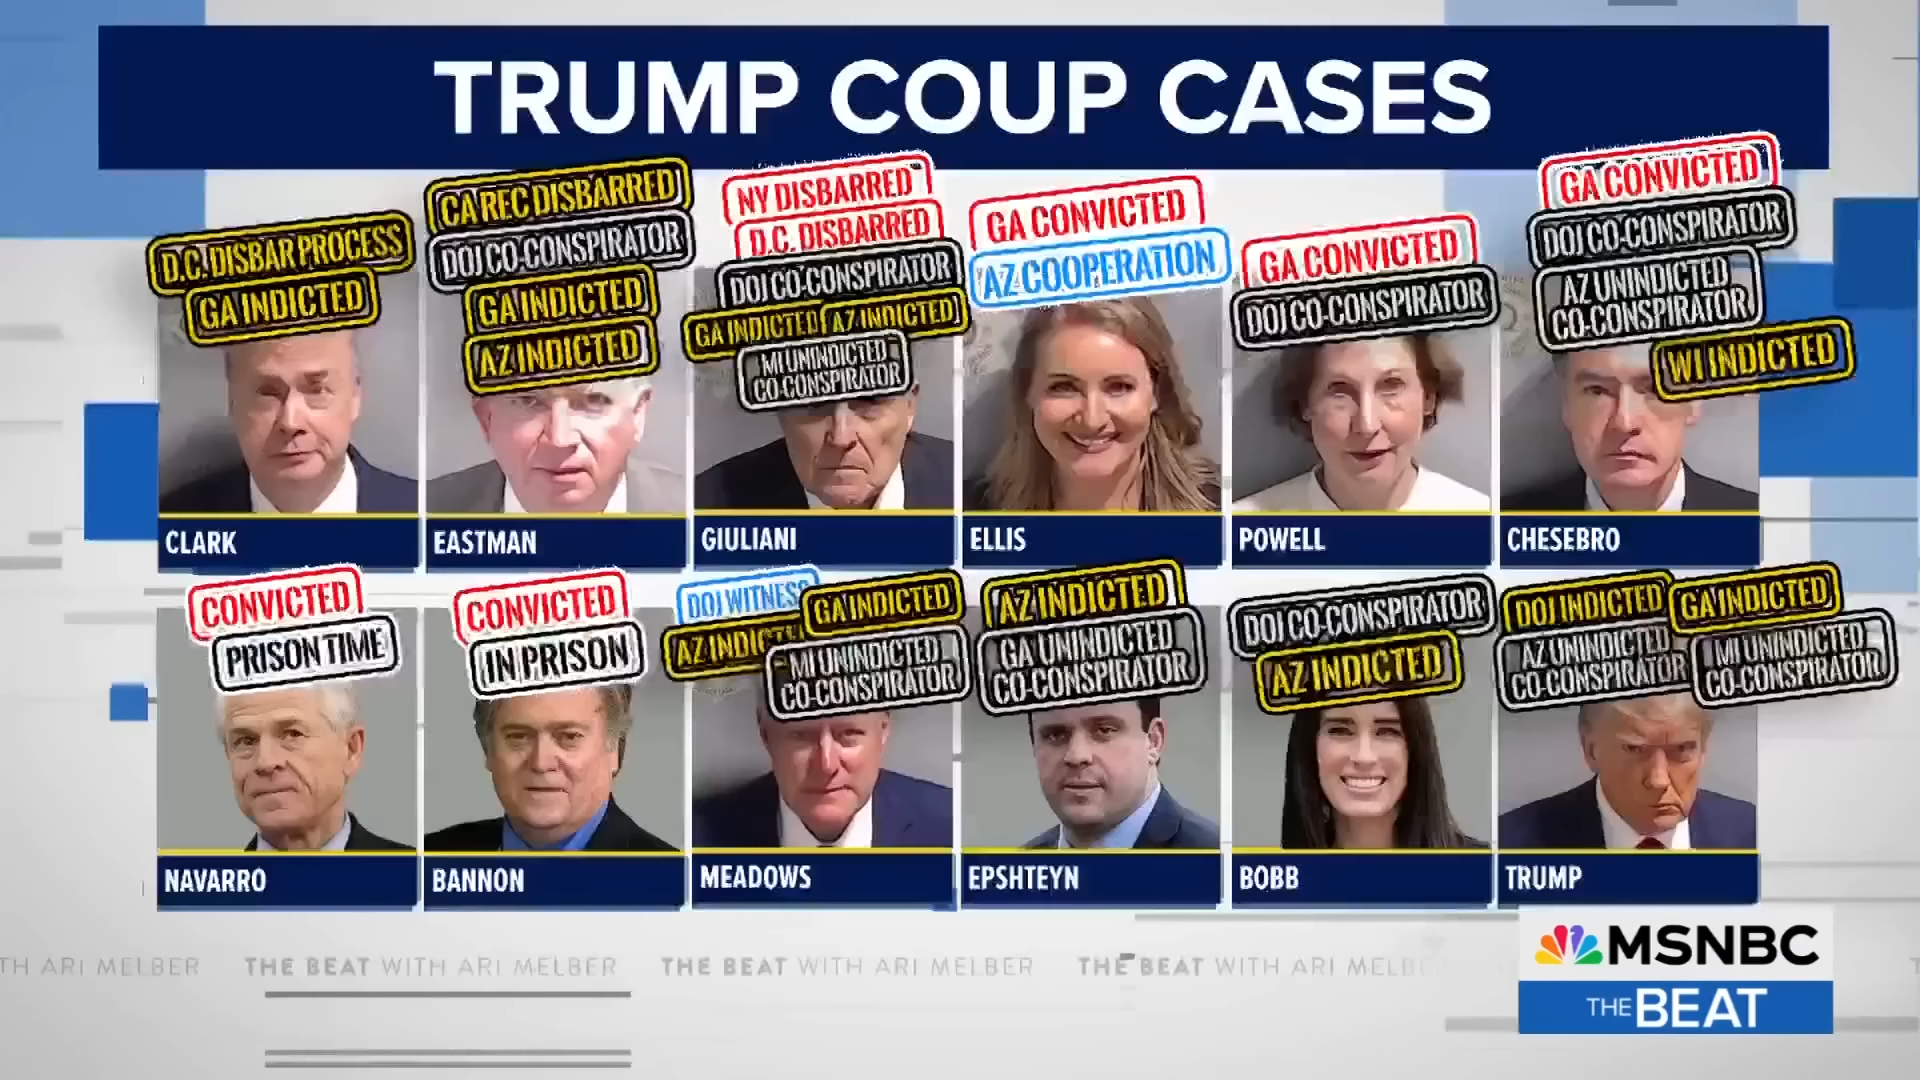 TRUMP COUP CASES
D.C. DISBAR PROCESS
GA INDICTED
CLARK
CA REC DISBARRED
DOJ CO-CONSPIRATOR
GA INDICTED
AZ INDICTED
EASTMAN
NY DISBARRED
D.C. DISBARRED
DOJ CO-CONSPIRATOR
GA INDICTED
AZ INDICTED
MI UNINDICTED
CO-CONSPIRATOR
GIULIANI
GA CONVICTED
AZ COOPERATION
ELLIS
GA CONVICTED
DOJ CO-CONSPIRATOR
POWELL
GA CONVICTED
DOJ CO-CONSPIRATOR
AZ UNINDICTED
CO-CONSPIRATOR
WI INDICTED
CHESEBRO
CONVICTED
PRISON TIME
NAVARRO
CONVICTED
IN PRISON
BANNON
DOJ WITNESS
GA INDICTED
AZ INDICTED
MI UNINDICTED
CO-CONSPIRATOR
MEADOWS
AZ INDICTED
GA UNINDICTED
CO-CONSPIRATOR
EPSHTEYN
DOJ CO-CONSPIRATOR
AZ INDICTED
BOBB
DOJ INDICTED
GA INDICTED
AZ UNINDICTED
CO-CONSPIRATOR
MI UNINDICTED
CO-CONSPIRATOR
TRUMP
TH ARI MELBER THE BEAT WITH ARI MELBER THE BEAT WITH ARI MELBER THE BEAT WITH ARI MELB
MSNBC
THE BEAT